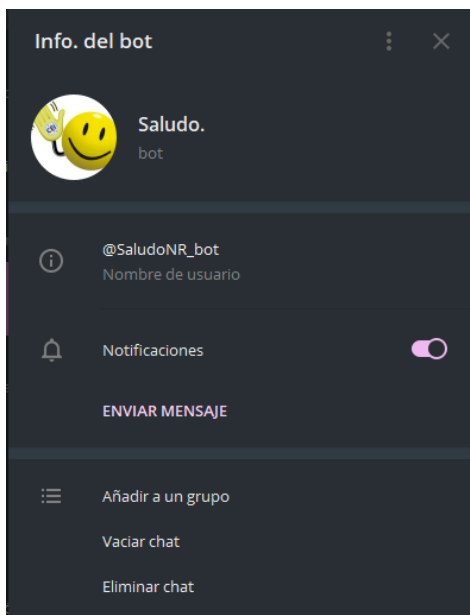 Info. del bot
Saludo.
bot
@SaludoNR_bot
Nombre de usuario
Notificaciones
ENVIAR MENSAJE
Añadir a un grupo
Vaciar chat
Eliminar chat